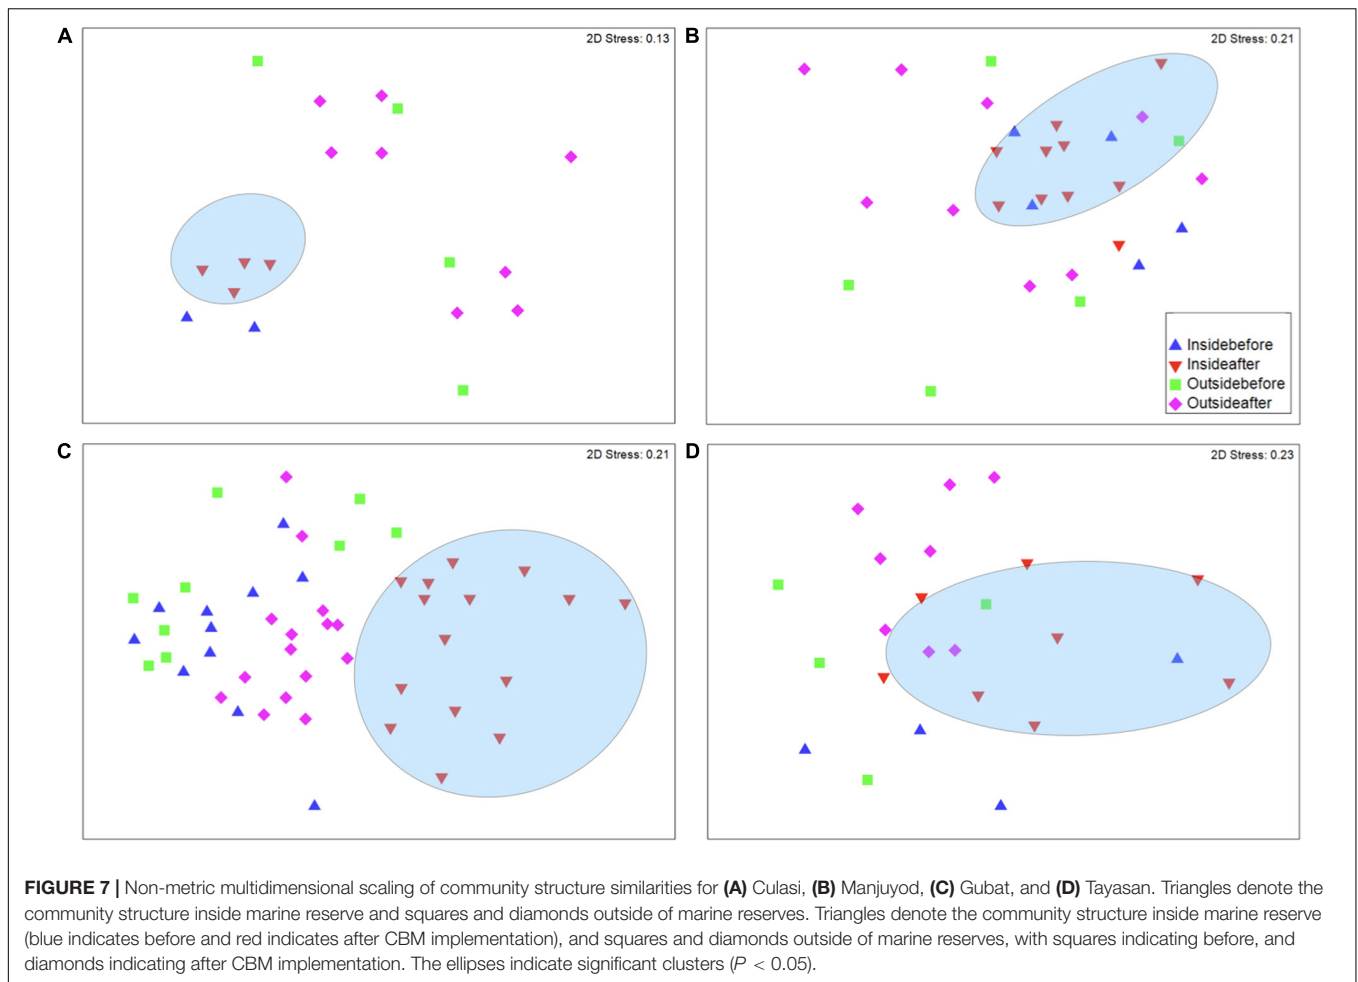 A
2D Stress: 0.13
B
2D Stress: 0.21
Insidebefore
Insideafter
Outsidebefore
Outsideafter
C
2D Stress: 0.21
D
2D Stress: 0.23
FIGURE 7 | Non-metric multidimensional scaling of community structure similarities for (A) Culasi, (B) Manjuyod, (C) Gubat, and (D) Tayasan. Triangles denote the
community structure inside marine reserve and squares and diamonds outside of marine reserves. Triangles denote the community structure inside marine reserve
(blue indicates before and red indicates after CBM implementation), and squares and diamonds outside of marine reserves, with squares indicating before, and
diamonds indicating after CBM implementation. The ellipses indicate significant clusters (P < 0.05).